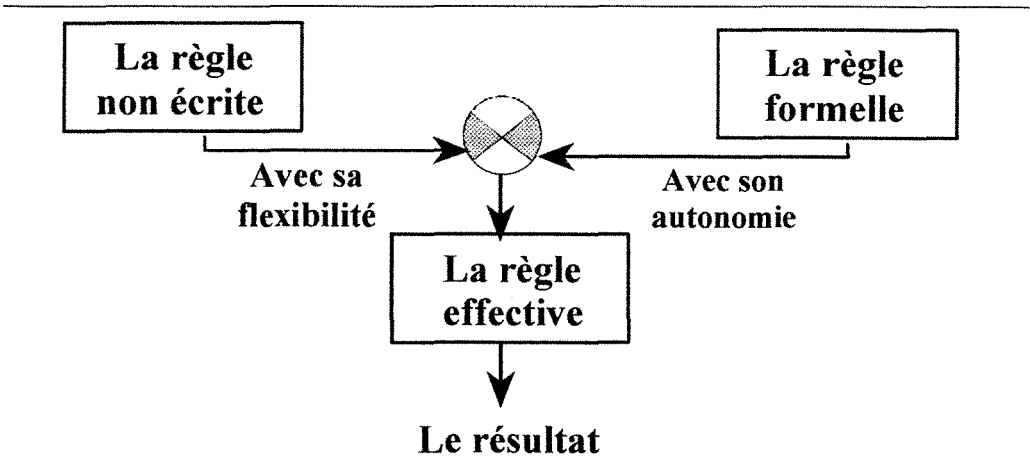 La règle
non écrite
La règle
formelle
Avec sa
flexibilité
Avec son
autonomie
La règle
effective
Le résultat